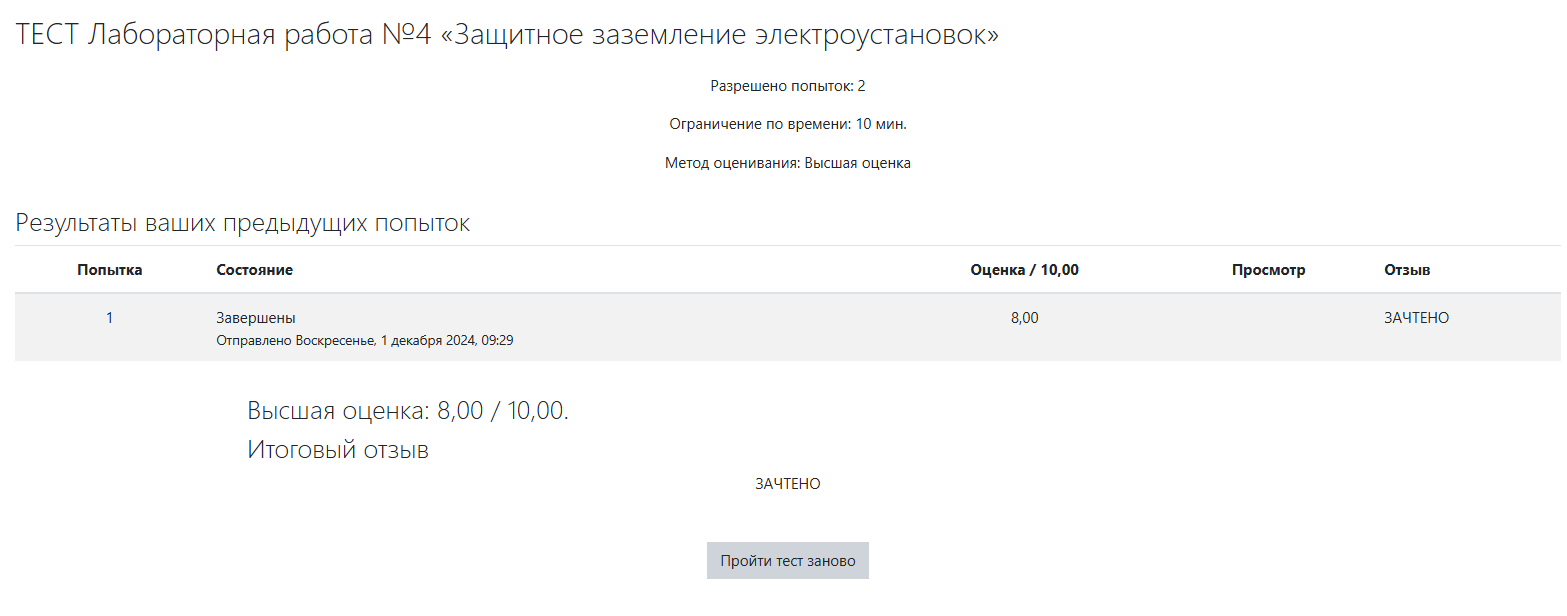 ТЕСТ Лабораторная работа №4 «Защитное заземление электроустановок»
Разрешено попыток: 2
Ограничение по времени: 10 мин.
Метод оценивания: Высшая оценка
Результаты ваших предыдущих попыток
Попытка Состояние Оценка / 10,00 Просмотр Отзыв
1 Завершены 8,00 ЗАЧТЕНО
Отправлено Воскресенье, 1 декабря 2024, 09:29
Высшая оценка: 8,00 / 10,00.
Итоговый отзыв
ЗАЧТЕНО
Пройти тест заново